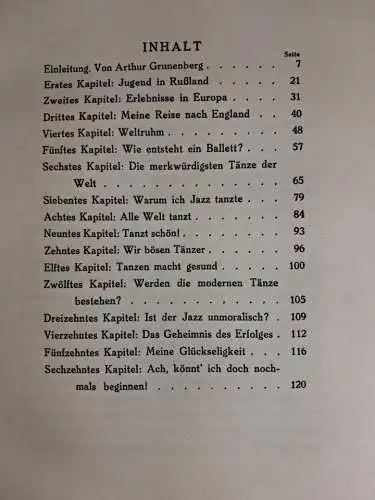 INHALT
Seite
Einleitung. Von Arthur Grunenberg . . . . . . 7
Erstes Kapitel: Jugend in Rußland . . . . . . 21
Zweites Kapitel: Erlebnisse in Europa . . . . . 31
Drittes Kapitel: Meine Reise nach England . . 40
Viertes Kapitel: Weltruhm . . . . . . . . . 48
Fünftes Kapitel: Wie entsteht ein Ballett? . . . 57
Sechstes Kapitel: Die merkwürdigsten Tänze der
Welt . . . . . . . . . . . . . . 65
Siebentes Kapitel: Warum ich Jazz tanzte . . . 79
Achtes Kapitel: Alle Welt tanzt . . . . . . . 84
Neuntes Kapitel: Tanzt schön! . . . . . . . 93
Zehntes Kapitel: Wir bösen Tänzer . . . . . . 96
Elftes Kapitel: Tanzen macht gesund . . . . . 100
Zwölftes Kapitel: Werden die modernen Tänze
bestehen? . . . . . . . . . . . . 105
Dreizehntes Kapitel: Ist der Jazz unmoralisch? . 109
Vierzehntes Kapitel: Das Geheimnis des Erfolges . 112
Fünfzehntes Kapitel: Meine Glückseligkeit . . . 116
Sechzehntes Kapitel: Ach, könnt' ich doch noch-
mals beginnen! . . . . . . . . . . 120